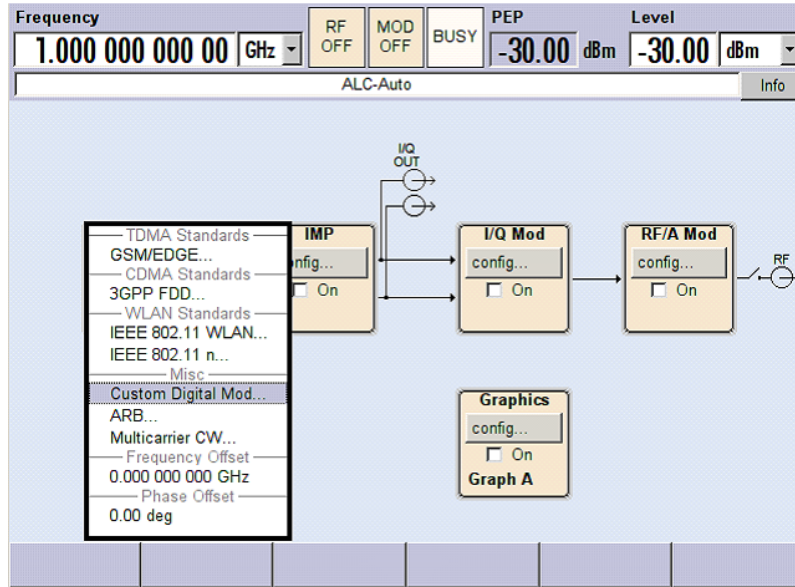 Frequency
1.000 000 000 00 GHz
RF OFF
MOD OFF
BUSY
PEP
-30.00 dBm
Level
-30.00 dBm
ALC-Auto
Info
I/Q
OUT
TDMA Standards
GSM/EDGE...
CDMA Standards
3GPP FDD...
WLAN Standards
IEEE 802.11 WLAN...
IEEE 802.11 n...
Misc
Custom Digital Mod...
ARB...
Multicarrier CW...
Frequency Offset
0.000 000 000 GHz
Phase Offset
0.00 deg
IMP
nfig...
On
I/Q Mod
config...
On
RF/A Mod
config...
On
RF
Graphics
config...
On
Graph A